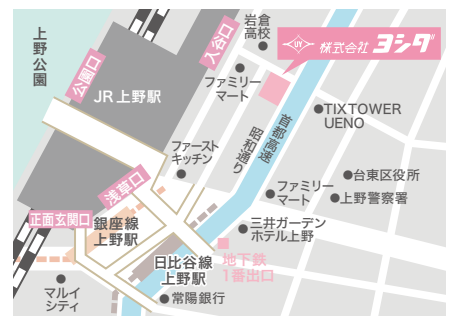 上野公園
公園口
JR上野駅
入谷口
岩倉
高校
UY 株式会社 ヨシダ
ファミリー
マート
首都高速
昭和通り
TIXTOWER
UENO
ファースト
キッチン
浅草口
台東区役所
ファミリー
マート
上野警察署
正面玄関口
銀座線
上野駅
三井ガーデン
ホテル上野
日比谷線
上野駅
地下鉄
1番出口
マルイ
シティ
常陽銀行